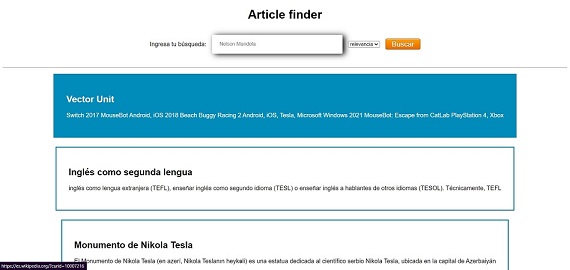 Article finder
Ingresa tu búsqueda: Nelson Mandela relevancia Buscar
Vector Unit
Switch 2017 MouseBot Android, iOS 2018 Beach Buggy Racing 2 Android, iOS, Tesla, Microsoft Windows 2021 MouseBot: Escape from CatLab PlayStation 4, Xbox
Inglés como segunda lengua
inglés como lengua extranjera (TEFL), enseñar inglés como segundo idioma (TESL) o enseñar inglés a hablantes de otros idiomas (TESOL). Técnicamente, TEFL
Monumento de Nikola Tesla
El Monumento de Nikola Tesla (en azerí, Nikola Teslanın heykəli) es una estatua dedicada al científico serbio Nikola Tesla, ubicada en la capital de Azerbaiyán
https://es.wikipedia.org/?curid=10007216